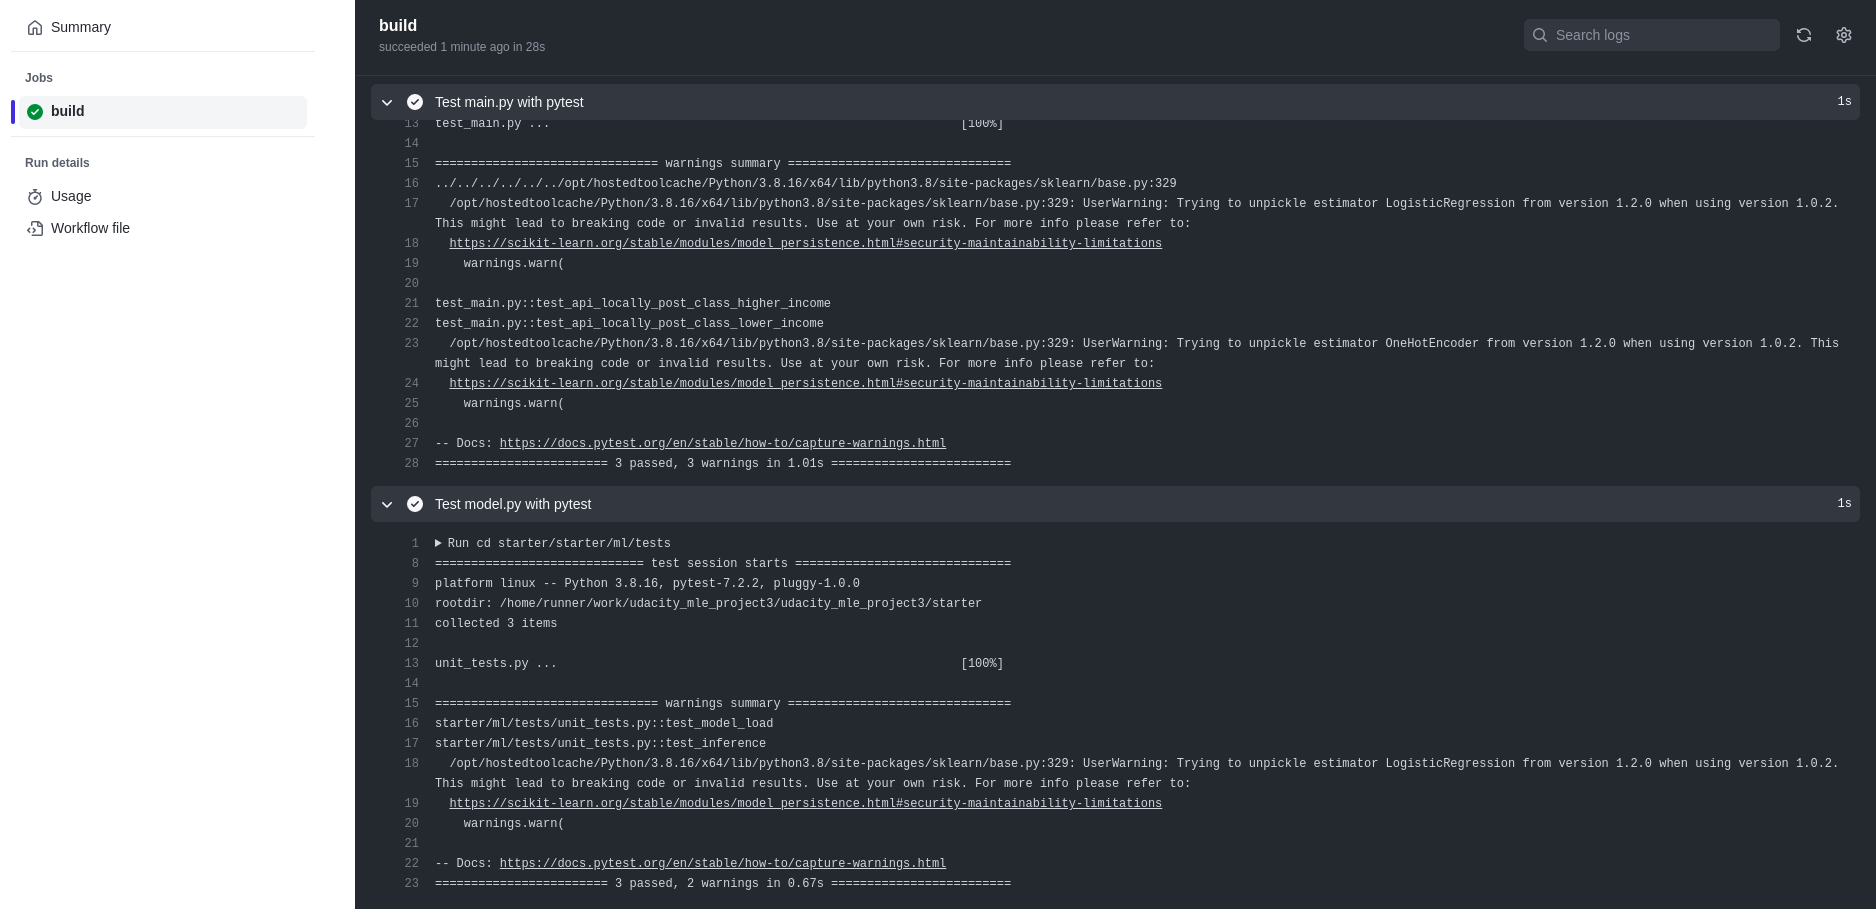 Summary
Jobs
build
Run details
Usage
Workflow file
build
succeeded 1 minute ago in 28s
Search logs
Test main.py with pytest 1s
13 test_main.py ... [100%]
14
15 =============================== warnings summary ===============================
16 ../../../../../../opt/hostedtoolcache/Python/3.8.16/x64/lib/python3.8/site-packages/sklearn/base.py:329
17 /opt/hostedtoolcache/Python/3.8.16/x64/lib/python3.8/site-packages/sklearn/base.py:329: UserWarning: Trying to unpickle estimator LogisticRegression from version 1.2.0 when using version 1.0.2.
This might lead to breaking code or invalid results. Use at your own risk. For more info please refer to:
18 https://scikit-learn.org/stable/modules/model_persistence.html#security-maintainability-limitations
19 warnings.warn(
20
21 test_main.py::test_api_locally_post_class_higher_income
22 test_main.py::test_api_locally_post_class_lower_income
23 /opt/hostedtoolcache/Python/3.8.16/x64/lib/python3.8/site-packages/sklearn/base.py:329: UserWarning: Trying to unpickle estimator OneHotEncoder from version 1.2.0 when using version 1.0.2. This
might lead to breaking code or invalid results. Use at your own risk. For more info please refer to:
24 https://scikit-learn.org/stable/modules/model_persistence.html#security-maintainability-limitations
25 warnings.warn(
26
27 -- Docs: https://docs.pytest.org/en/stable/how-to/capture-warnings.html
28 ======================== 3 passed, 3 warnings in 1.01s =========================
Test model.py with pytest 1s
1 Run cd starter/starter/ml/tests
8 ============================= test session starts ==============================
9 platform linux -- Python 3.8.16, pytest-7.2.2, pluggy-1.0.0
10 rootdir: /home/runner/work/udacity_mle_project3/udacity_mle_project3/starter
11 collected 3 items
12
13 unit_tests.py ... [100%]
14
15 =============================== warnings summary ===============================
16 starter/ml/tests/unit_tests.py::test_model_load
17 starter/ml/tests/unit_tests.py::test_inference
18 /opt/hostedtoolcache/Python/3.8.16/x64/lib/python3.8/site-packages/sklearn/base.py:329: UserWarning: Trying to unpickle estimator LogisticRegression from version 1.2.0 when using version 1.0.2.
This might lead to breaking code or invalid results. Use at your own risk. For more info please refer to:
19 https://scikit-learn.org/stable/modules/model_persistence.html#security-maintainability-limitations
20 warnings.warn(
21
22 -- Docs: https://docs.pytest.org/en/stable/how-to/capture-warnings.html
23 ======================== 3 passed, 2 warnings in 0.67s =========================